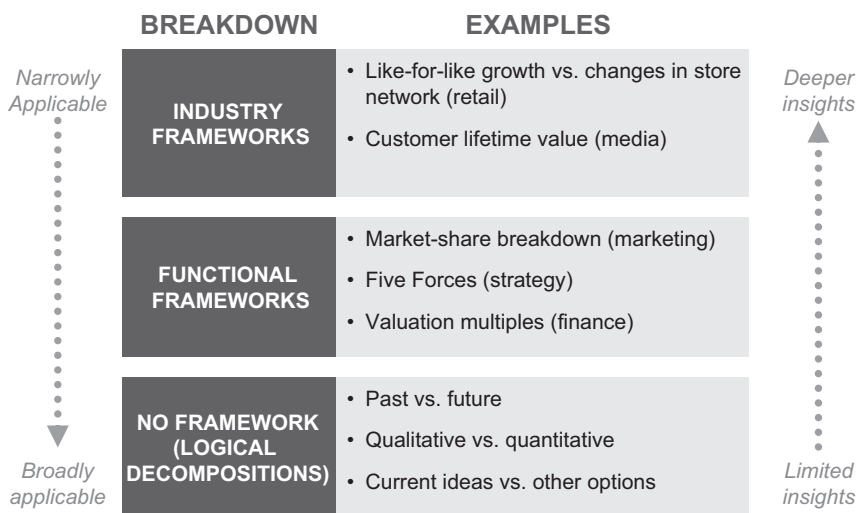 BREAKDOWN
EXAMPLES
Narrowly
Applicable
INDUSTRY
FRAMEWORKS
• Like-for-like growth vs. changes in store
network (retail)
• Customer lifetime value (media)
Deeper
insights
FUNCTIONAL
FRAMEWORKS
• Market-share breakdown (marketing)
• Five Forces (strategy)
• Valuation multiples (finance)
NO FRAMEWORK
(LOGICAL
DECOMPOSITIONS)
• Past vs. future
• Qualitative vs. quantitative
• Current ideas vs. other options
Broadly
applicable
Limited
insights